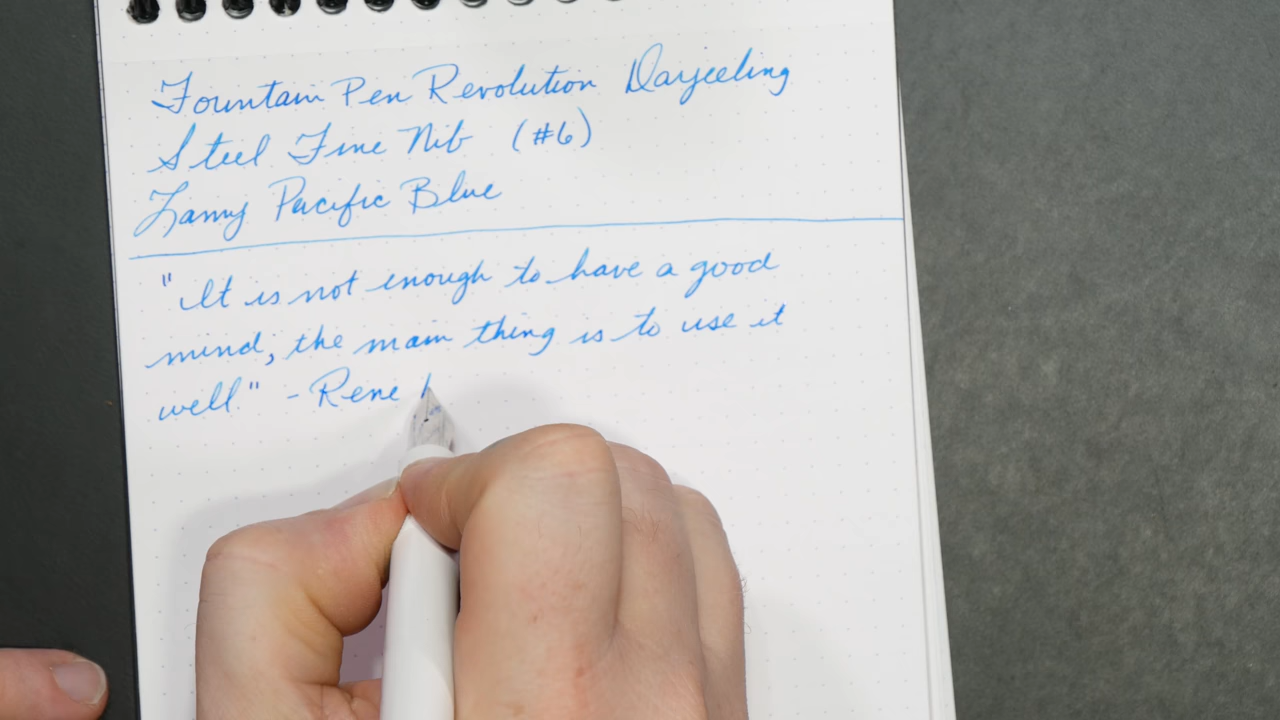 Fountain Pen Revolution Darjeeling
Steel Fine Nib (#6)
Lamy Pacific Blue
"It is not enough to have a good
mind; the main thing is to use it
well" - Rene